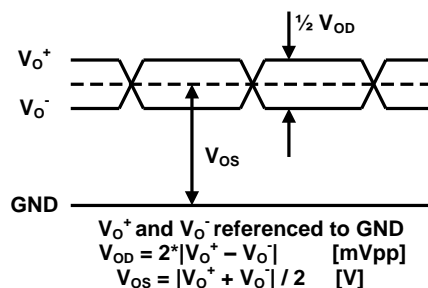 ½ V_OD
V_O^+
V_O^-
V_OS
GND
V_O^+ and V_O^- referenced to GND
V_OD = 2*|V_O^+ – V_O^-| [mVpp]
V_OS = |V_O^+ + V_O^-| / 2 [V]